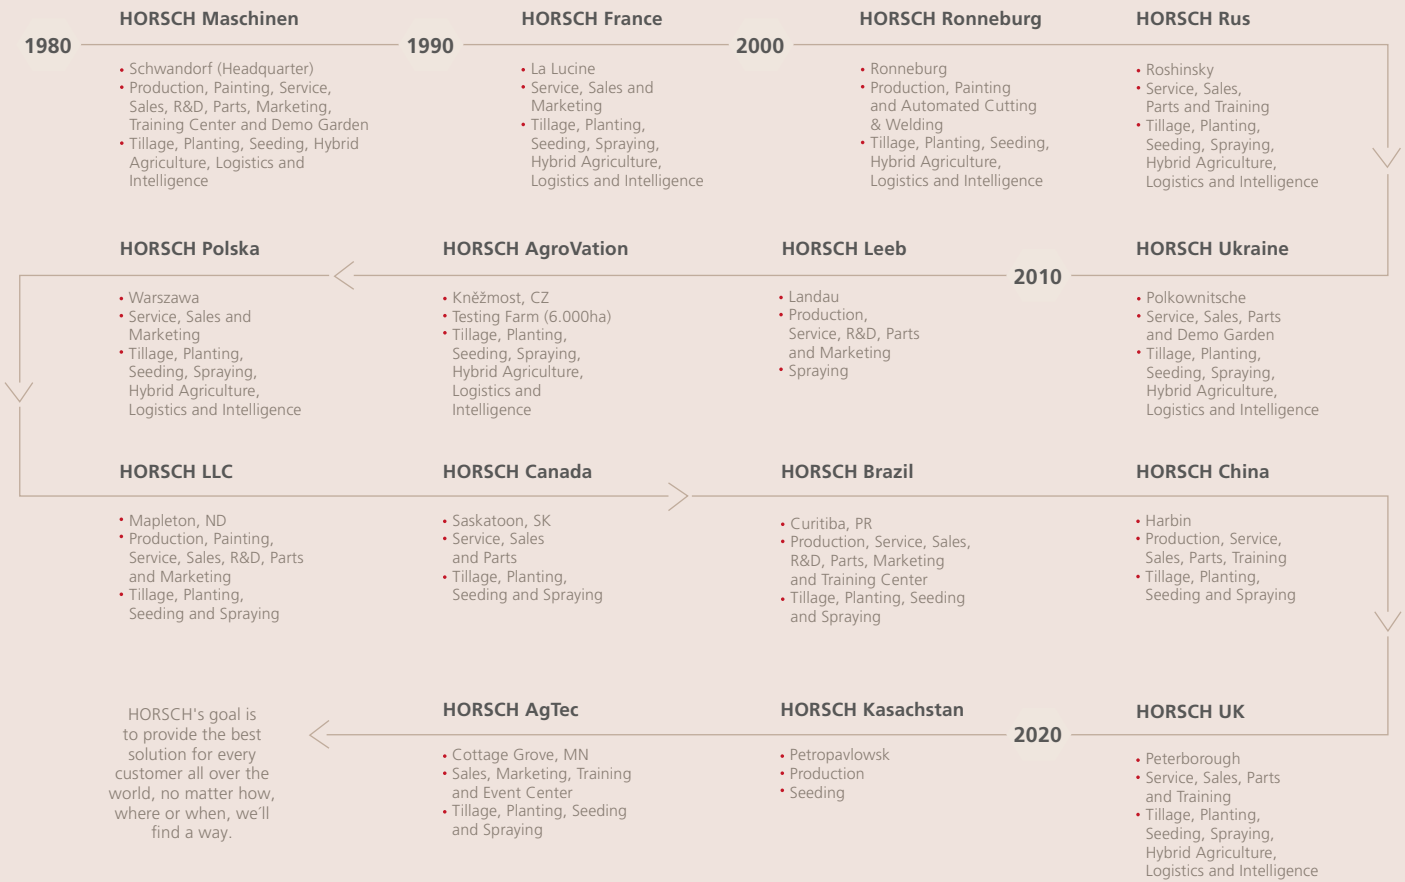 HORSCH Maschinen
1980
• Schwandorf (Headquarter)
• Production, Painting, Service,
Sales, R&D, Parts, Marketing,
Training Center and Demo Garden
• Tillage, Planting, Seeding, Hybrid
Agriculture, Logistics and
Intelligence
1990
HORSCH France
• La Lucine
• Service, Sales and
Marketing
• Tillage, Planting,
Seeding, Spraying,
Hybrid Agriculture,
Logistics and Intelligence
2000
HORSCH Ronneburg
• Ronneburg
• Production, Painting
and Automated Cutting
& Welding
• Tillage, Planting, Seeding,
Hybrid Agriculture,
Logistics and Intelligence
HORSCH Rus
• Roshinsky
• Service, Sales,
Parts and Training
• Tillage, Planting,
Seeding, Spraying,
Hybrid Agriculture,
Logistics and Intelligence
HORSCH Ukraine
• Polkownitsche
• Service, Sales, Parts
and Demo Garden
• Tillage, Planting,
Seeding, Spraying,
Hybrid Agriculture,
Logistics and Intelligence
2010
HORSCH Leeb
• Landau
• Production,
Service, R&D, Parts
and Marketing
• Spraying
HORSCH AgroVation
• Kněžmost, CZ
• Testing Farm (6.000ha)
• Tillage, Planting,
Seeding, Spraying,
Hybrid Agriculture,
Logistics and
Intelligence
HORSCH Polska
• Warszawa
• Service, Sales and
Marketing
• Tillage, Planting,
Seeding, Spraying,
Hybrid Agriculture,
Logistics and Intelligence
HORSCH LLC
• Mapleton, ND
• Production, Painting,
Service, Sales, R&D, Parts
and Marketing
• Tillage, Planting,
Seeding and Spraying
HORSCH Canada
• Saskatoon, SK
• Service, Sales
and Parts
• Tillage, Planting,
Seeding and Spraying
HORSCH Brazil
• Curitiba, PR
• Production, Service, Sales,
R&D, Parts, Marketing
and Training Center
• Tillage, Planting, Seeding
and Spraying
HORSCH China
• Harbin
• Production, Service,
Sales, Parts, Training
• Tillage, Planting,
Seeding and Spraying
HORSCH UK
• Peterborough
• Service, Sales, Parts
and Training
• Tillage, Planting,
Seeding, Spraying,
Hybrid Agriculture,
Logistics and Intelligence
2020
HORSCH Kasachstan
• Petropavlowsk
• Production
• Seeding
HORSCH AgTec
• Cottage Grove, MN
• Sales, Marketing, Training
and Event Center
• Tillage, Planting, Seeding
and Spraying
HORSCH's goal is
to provide the best
solution for every
customer all over the
world, no matter how,
where or when, we´ll
find a way.